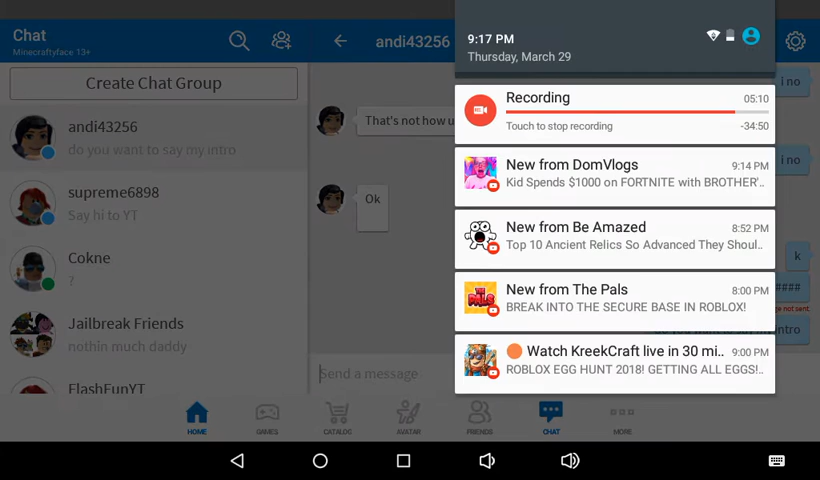 Chat
Minecraftyface 13+
Create Chat Group
andi43256
do you want to say my intro
supreme6898
Say hi to YT
Cokne
?
Jailbreak Friends
nothin much daddy
FlashFunYT
andi43256
That's not how u
Ok
i no
i no
k
####
ge not sent
ntro
Send a message
9:17 PM
Thursday, March 29
Recording
05:10
Touch to stop recording
-34:50
New from DomVlogs
9:14 PM
Kid Spends $1000 on FORTNITE with BROTHER'..
New from Be Amazed
8:52 PM
Top 10 Ancient Relics So Advanced They Shoul..
New from The Pals
8:00 PM
BREAK INTO THE SECURE BASE IN ROBLOX!
Watch KreekCraft live in 30 mi..
9:00 PM
ROBLOX EGG HUNT 2018! GETTING ALL EGGS!..
HOME
GAMES
CATALOG
AVATAR
FRIENDS
CHAT
MORE